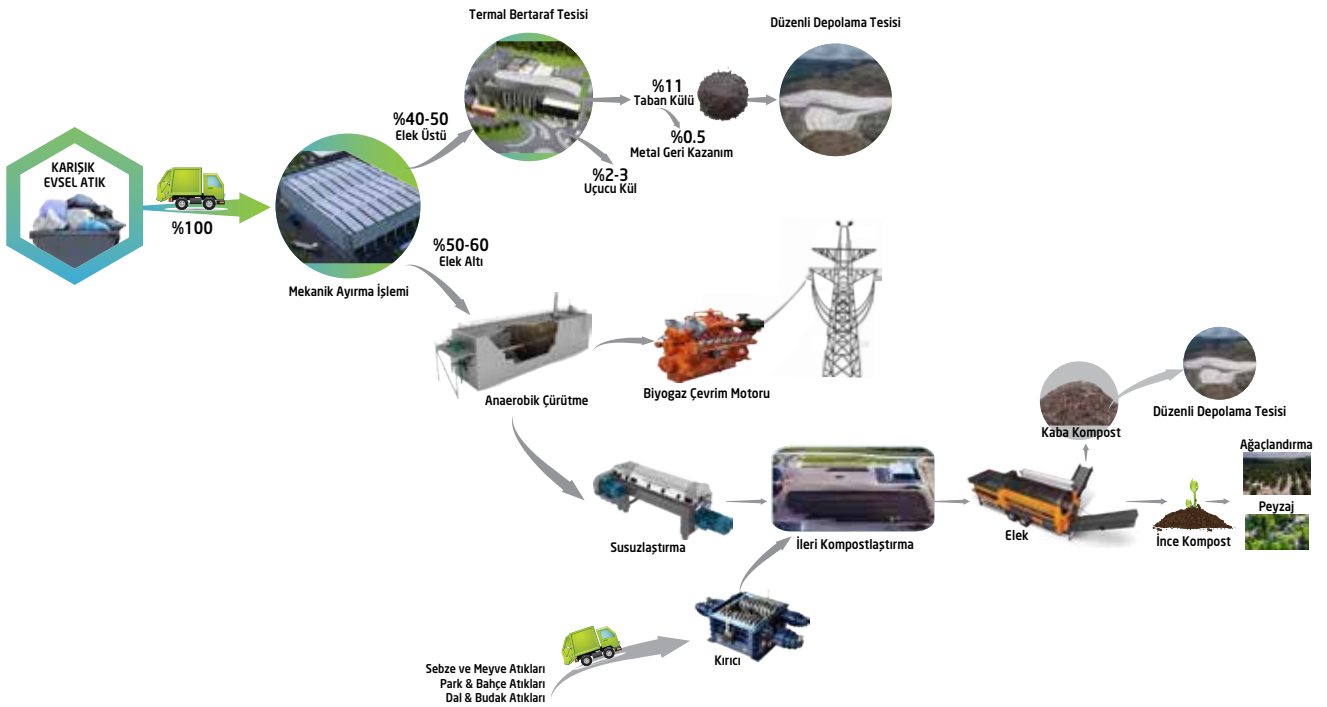 KARIŞIK
EVSEL ATIK
%100
Mekanik Ayırma İşlemi
%40-50
Elek Üstü
Termal Bertaraf Tesisi
%11
Taban Külü
%0.5
Metal Geri Kazanım
%2-3
Uçucu Kül
Düzenli Depolama Tesisi
%50-60
Elek Altı
Anaerobik Çürütme
Biyogaz Çevrim Motoru
Susuzlaştırma
İleri Kompostlaştırma
Elek
Kaba Kompost
Düzenli Depolama Tesisi
İnce Kompost
Ağaçlandırma
Peyzaj
Kırıcı
Sebze ve Meyve Atıkları
Park & Bahçe Atıkları
Dal & Budak Atıkları